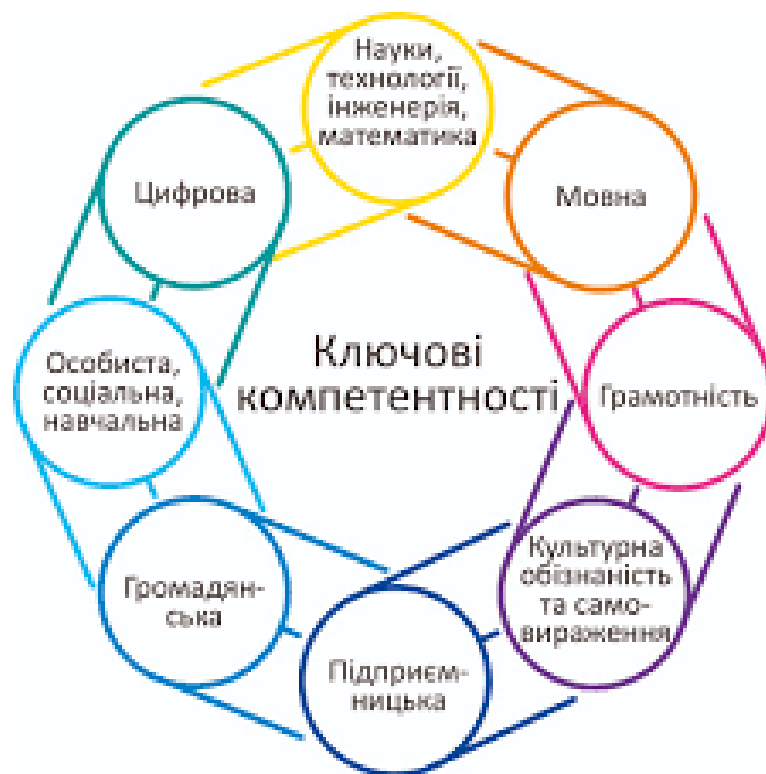 Науки,
технології,
інженерія,
математика
Мовна
Грамотність
Культурна
обізнаність
та само-
вираження
Підприєм-
ницька
Громадян-
ська
Особиста,
соціальна,
навчальна
Цифрова
Ключові
компетентності